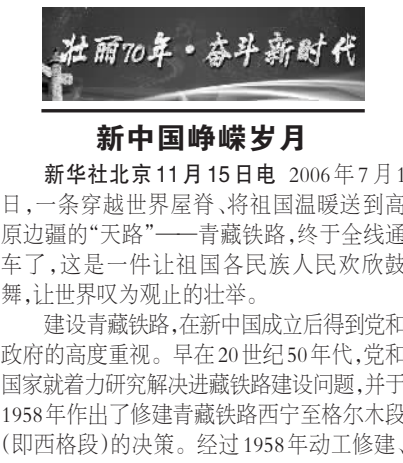 壮丽70年·奋斗新时代
新中国峥嵘岁月
新华社北京11月15日电 2006年7月1
日,一条穿越世界屋脊、将祖国温暖送到高
原边疆的“天路”——青藏铁路,终于全线通
车了,这是一件让祖国各民族人民欢欣鼓
舞,让世界叹为观止的壮举。
建设青藏铁路,在新中国成立后得到党和
政府的高度重视。早在20世纪50年代,党和
国家就着力研究解决进藏铁路建设问题,并于
1958年作出了修建青藏铁路西宁至格尔木段
(即西格段)的决策。经过1958年动工修建、